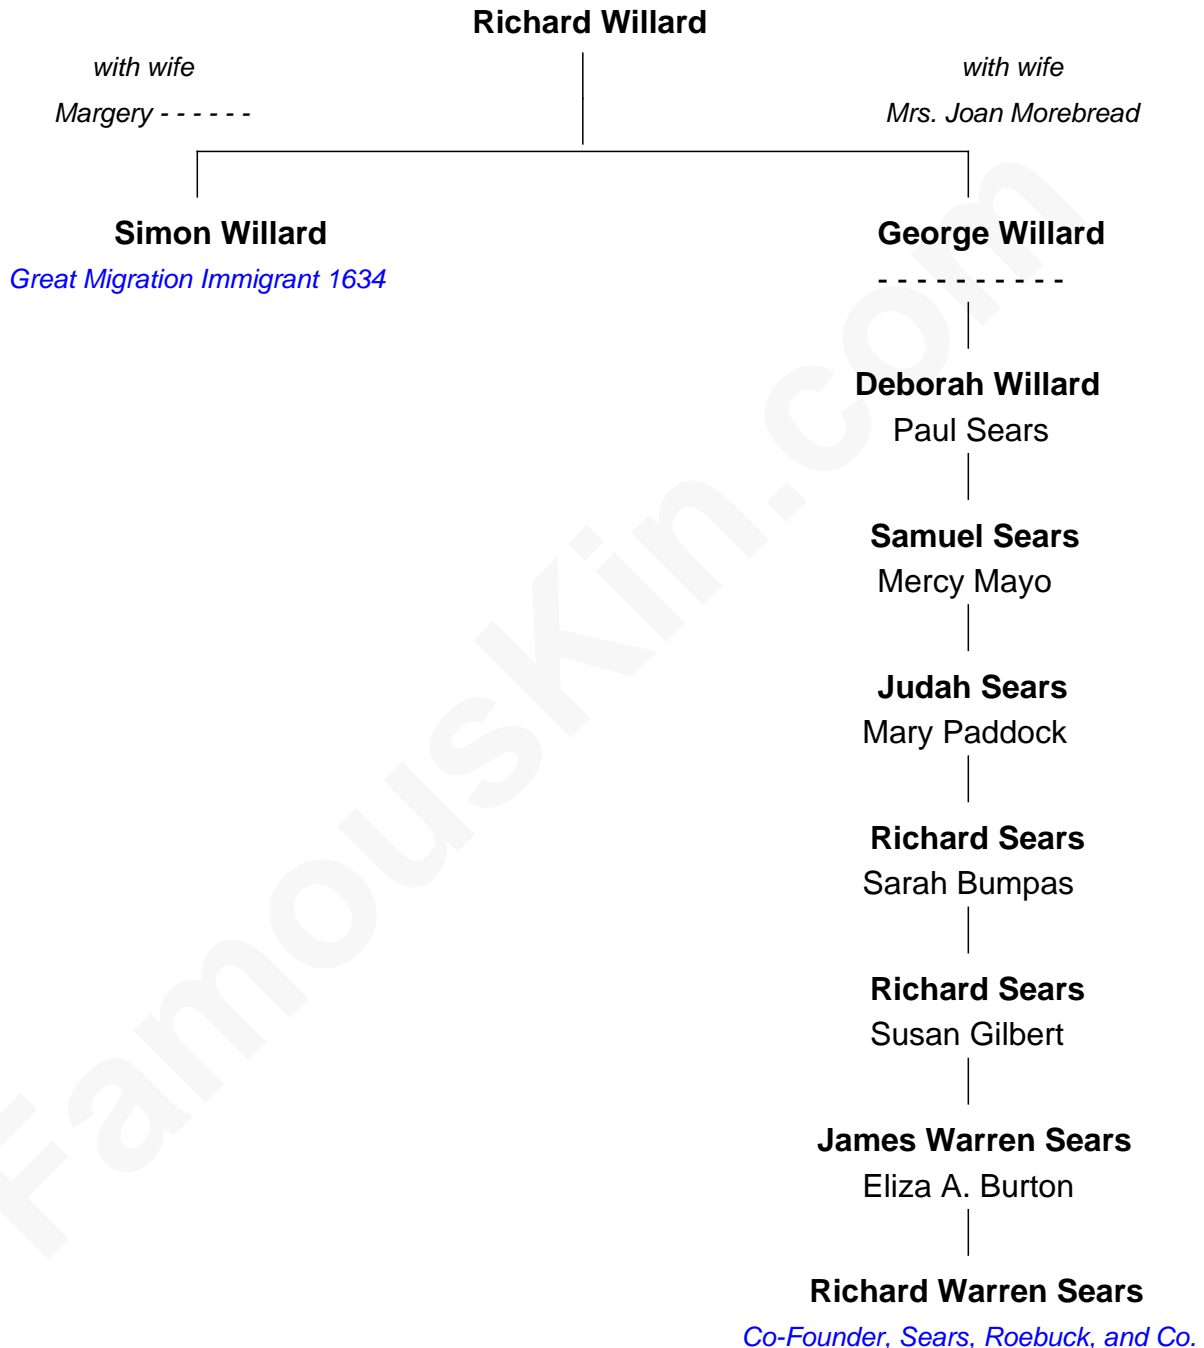 Richard Willard
with wife
with wife
Margery - - - - - -
Mrs. Joan Morebread
Simon Willard
George Willard
Great Migration Immigrant 1634
- - - - - - - - - -
Deborah Willard
Paul Sears
Samuel Sears
Mercy Mayo
Judah Sears
Mary Paddock
Richard Sears
Sarah Bumpas
Richard Sears
Susan Gilbert
James Warren Sears
Eliza A. Burton
Richard Warren Sears
Co-Founder, Sears, Roebuck, and Co.
FamousKin.com